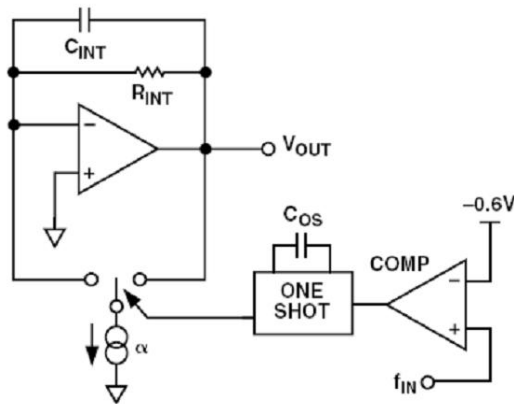 C_INT
R_INT
−
+
V_OUT
−0.6V
C_OS
COMP
ONE
SHOT
−
+
α
f_IN